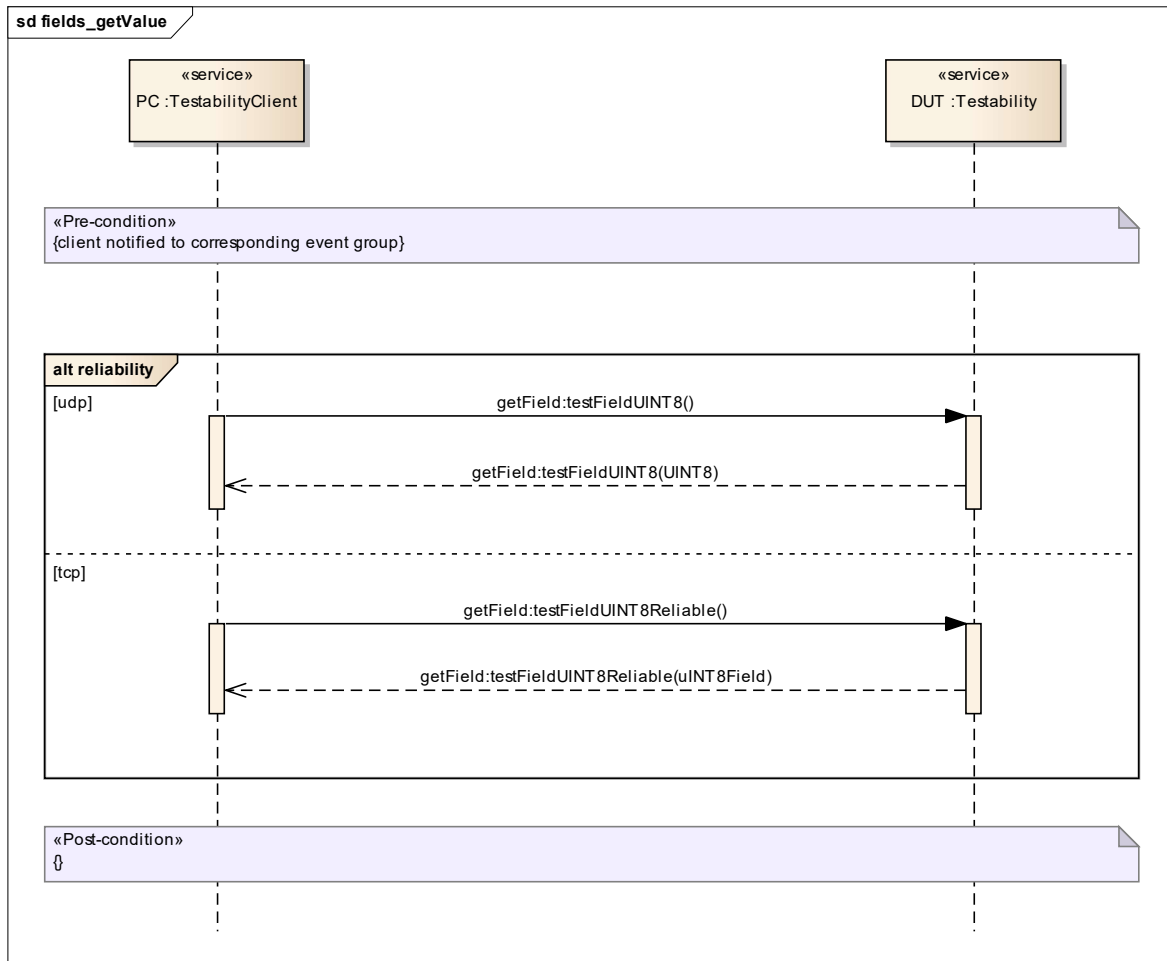 sd fields_getValue
«service»
PC :TestabilityClient
«service»
DUT :Testability
«Pre-condition»
{client notified to corresponding event group}
alt reliability
[udp]
getField:testFieldUINT8()
getField:testFieldUINT8(UINT8)
[tcp]
getField:testFieldUINT8Reliable()
getField:testFieldUINT8Reliable(uINT8Field)
«Post-condition»
{}